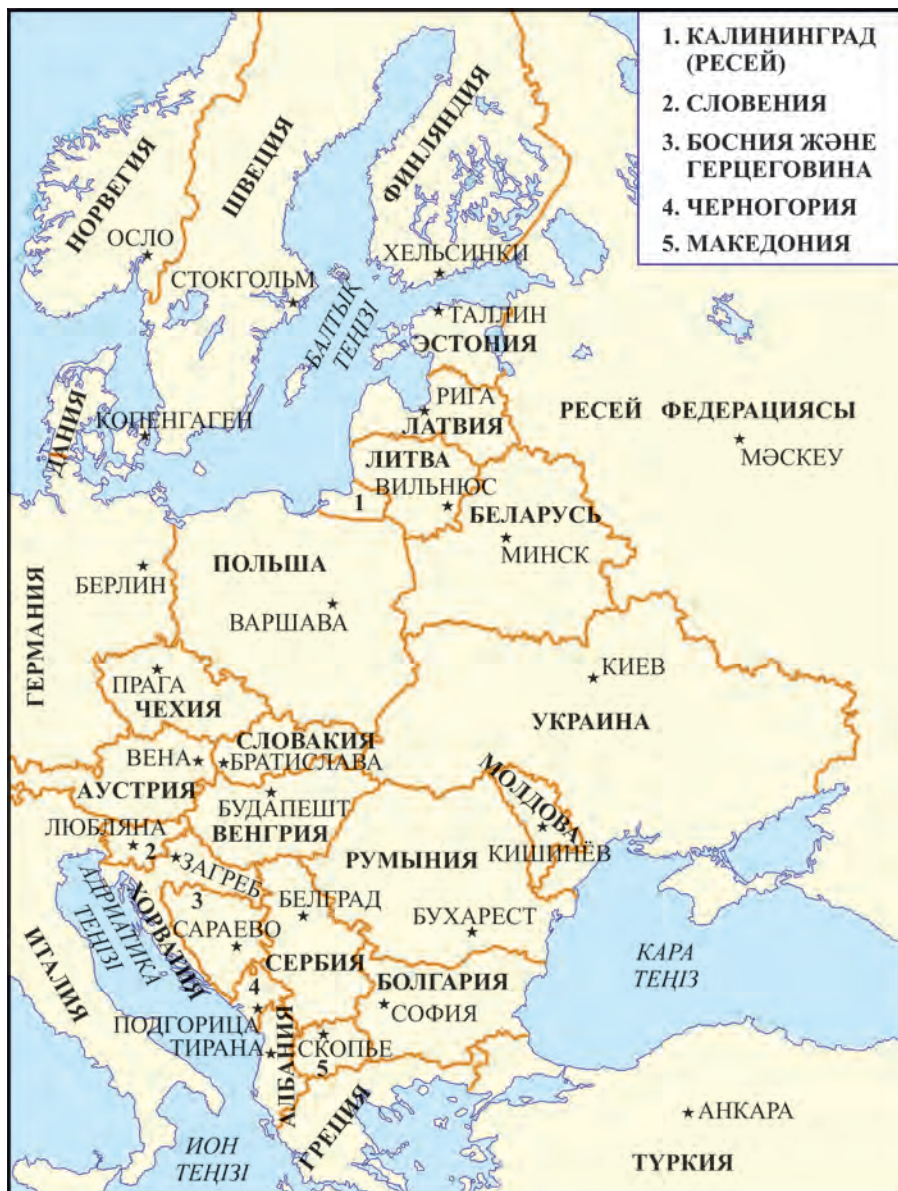 1. КАЛИНИНГРАД
(РЕСЕЙ)
2. СЛОВЕНИЯ
3. БОСНИЯ ЖӘНЕ
ГЕРЦЕГОВИНА
4. ЧЕРНОГОРИЯ
5. МАКЕДОНИЯ
НОРВЕГИЯ
ШВЕЦИЯ
ФИНЛЯНДИЯ
ОСЛО
СТОКГОЛЬМ
ХЕЛЬСИНКИ
БАЛТЫҚ
ТЕҢІЗІ
ТАЛЛИН
ЭСТОНИЯ
РИГА
ЛАТВИЯ
РЕСЕЙ ФЕДЕРАЦИЯСЫ
МӘСКЕУ
ДАНИЯ
КОПЕНГАГЕН
ЛИТВА
ВИЛЬНЮС
1
БЕЛАРУСЬ
МИНСК
ПОЛЬША
ВАРШАВА
БЕРЛИН
ГЕРМАНИЯ
ПРАГА
ЧЕХИЯ
КИЕВ
УКРАИНА
СЛОВАКИЯ
БРАТИСЛАВА
ВЕНА
АУСТРИЯ
БУДАПЕШТ
ВЕНГРИЯ
МОЛДОВА
КИШИНЁВ
ЛЮБЛЯНА
2
ЗАГРЕБ
РУМЫНИЯ
БУХАРЕСТ
АДРИАТИКА
ТЕҢІЗІ
ХОРВАТИЯ
3
САРАЕВО
БЕЛГРАД
СЕРБИЯ
ИТАЛИЯ
4
ПОДГОРИЦА
ТИРАНА
АЛБАНИЯ
БОЛГАРИЯ
СОФИЯ
СКОПЬЕ
5
КАРА
ТЕҢІЗ
ГРЕЦИЯ
ИОН
ТЕҢІЗІ
АНКАРА
ТҮРКИЯ